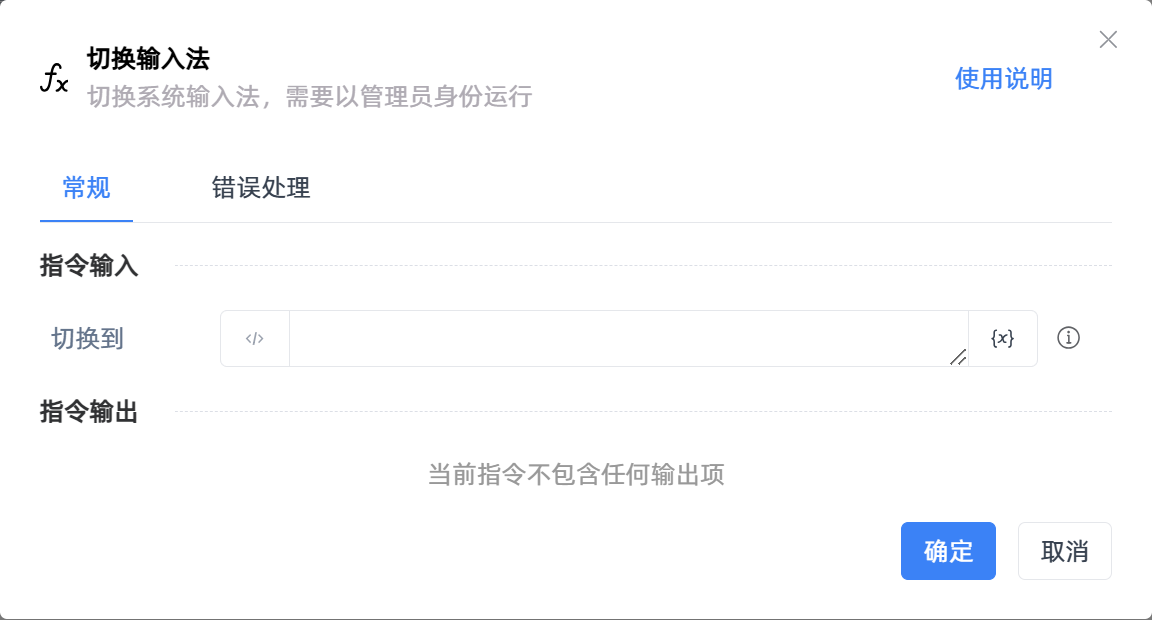 切换输入法
切换系统输入法，需要以管理员身份运行
使用说明
常规
错误处理
指令输入
切换到
</>
{x}
指令输出
当前指令不包含任何输出项
确定
取消